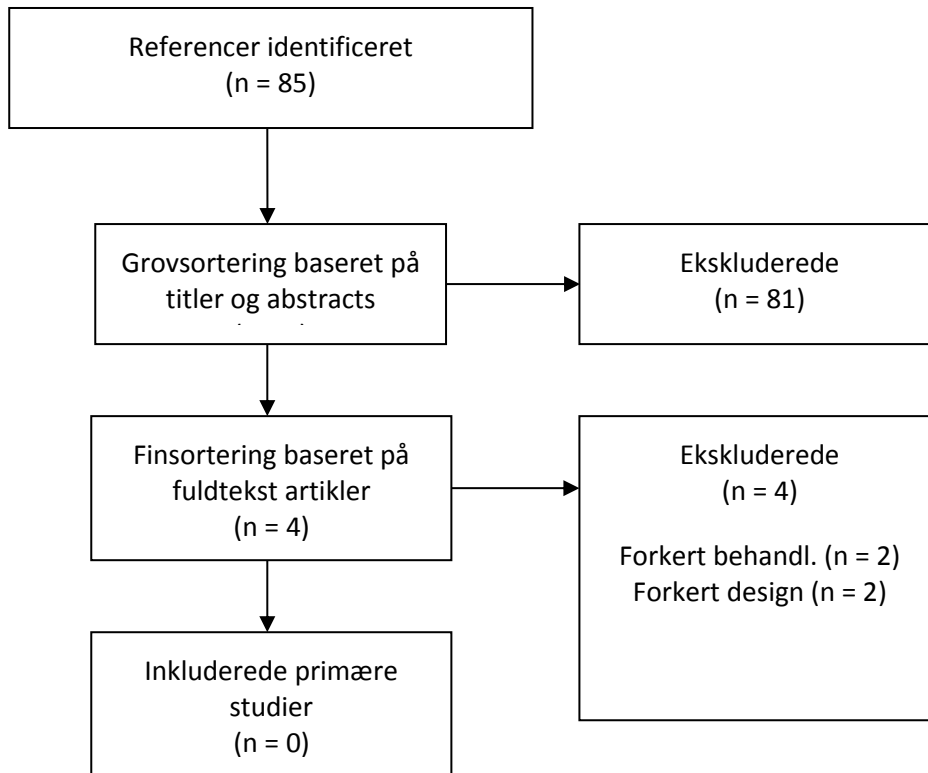 Referencer identificeret
(n = 85)
Grovsortering baseret på
titler og abstracts
Ekskluderede
(n = 81)
Finsortering baseret på
fuldtekst artikler
(n = 4)
Ekskluderede
(n = 4)
Forkert behandl. (n = 2)
Forkert design (n = 2)
Inkluderede primære
studier
(n = 0)